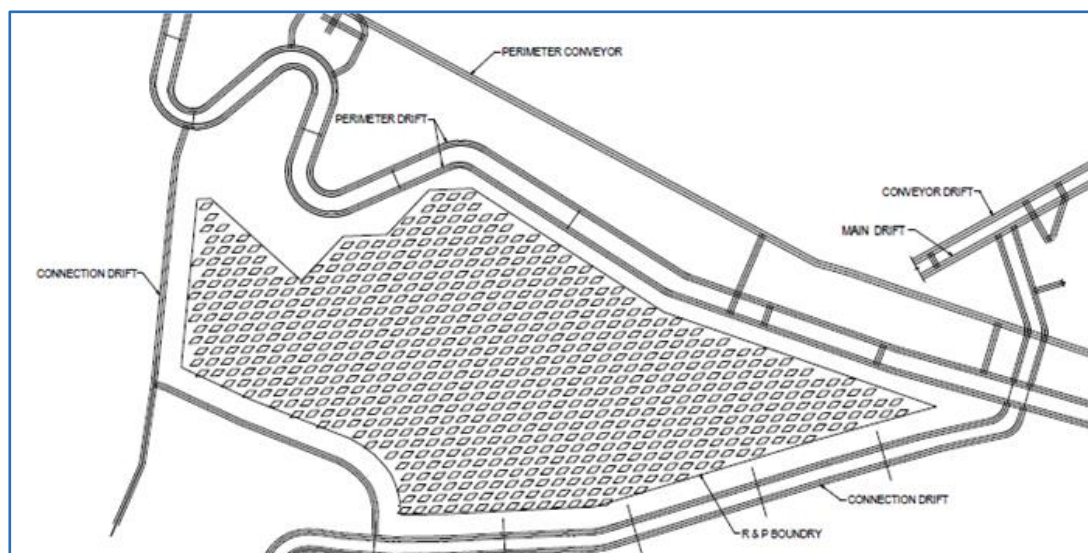 PERIMETER CONVEYOR
PERIMETER DRIFT
CONVEYOR DRIFT
MAIN DRIFT
CONNECTION DRIFT
CONNECTION DRIFT
R & P BOUNDRY